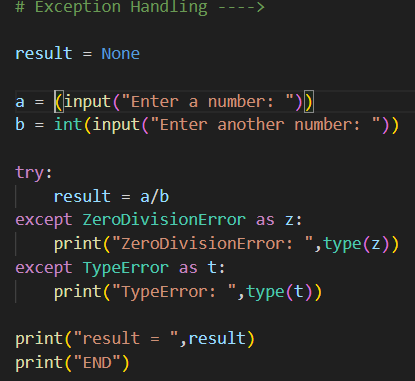 # Exception Handling ---->
result = None
a = (input("Enter a number: "))
b = int(input("Enter another number: "))
try:
    result = a/b
except ZeroDivisionError as z:
    print("ZeroDivisionError: ",type(z))
except TypeError as t:
    print("TypeError: ",type(t))
print("result = ",result)
print("END")